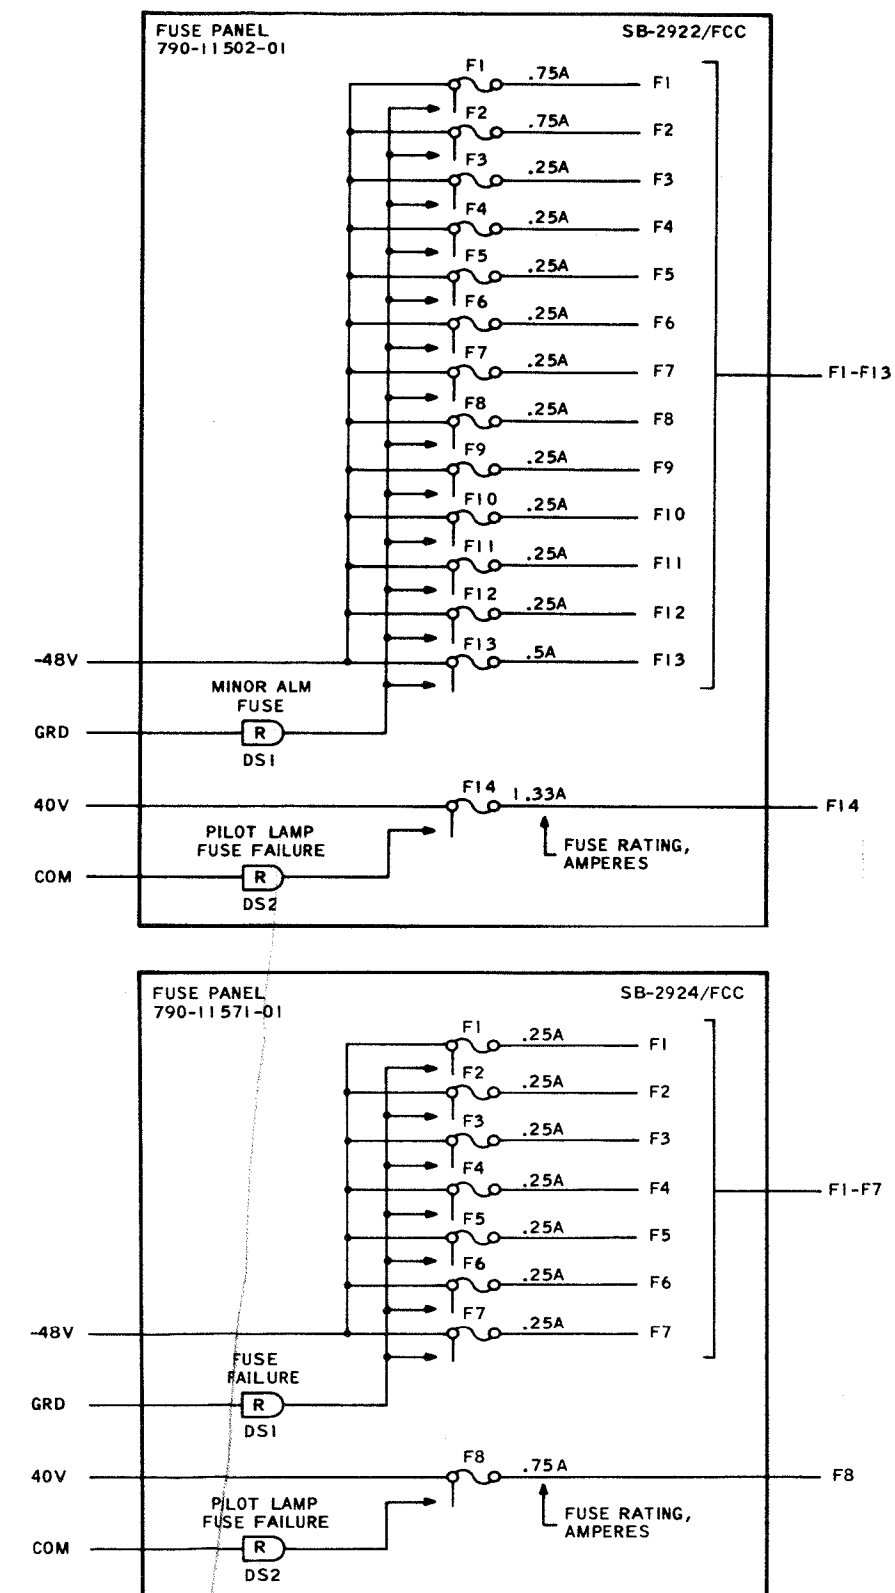 FUSE PANEL
790-11502-01
SB-2922/FCC
F1 .75A F1
F2 .75A F2
F3 .25A F3
F4 .25A F4
F5 .25A F5
F6 .25A F6
F7 .25A F7
F1-F13
F8 .25A F8
F9 .25A F9
F10 .25A F10
F11 .25A F11
F12 .25A F12
-48V F13 .5A F13
MINOR ALM
FUSE
GRD R
DS1
40V F14 1.33A F14
PILOT LAMP
FUSE FAILURE
FUSE RATING,
AMPERES
COM R
DS2
FUSE PANEL
790-11571-01
SB-2924/FCC
F1 .25A F1
F2 .25A F2
F3 .25A F3
F4 .25A F4
F1-F7
F5 .25A F5
F6 .25A F6
-48V F7 .25A F7
FUSE
FAILURE
GRD R
DS1
40V F8 .75A F8
PILOT LAMP
FUSE FAILURE
FUSE RATING,
AMPERES
COM R
DS2